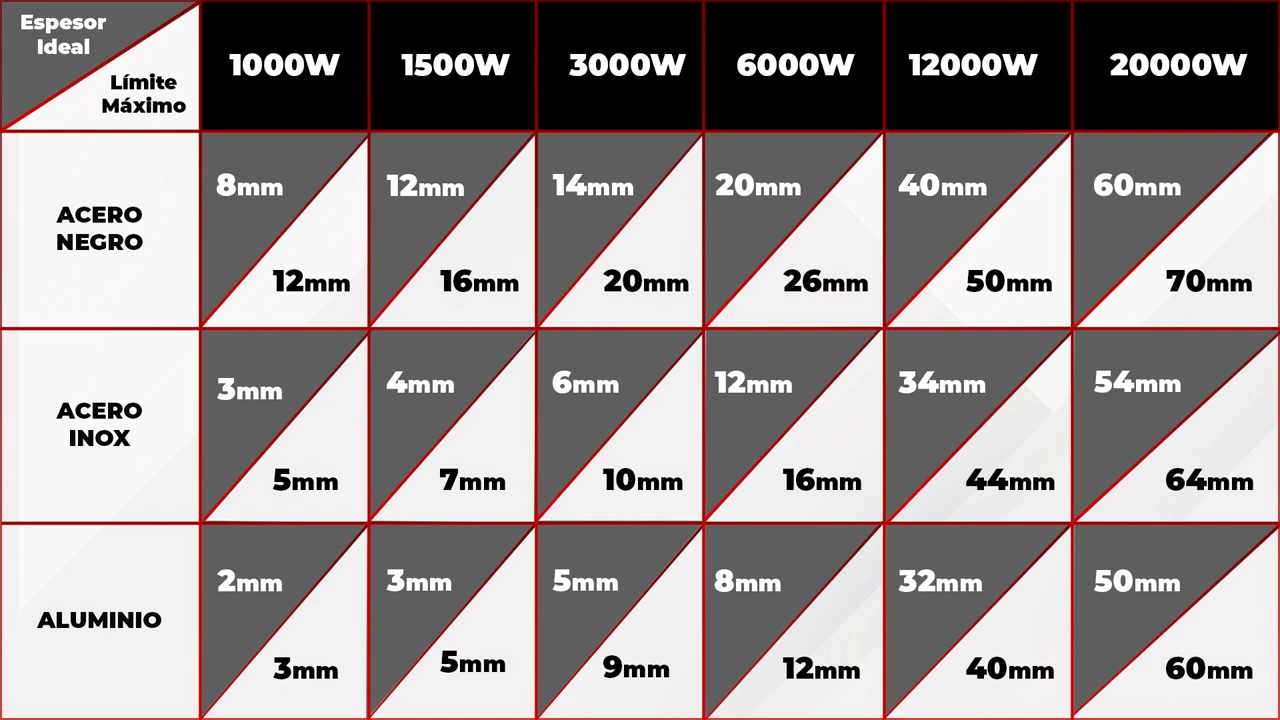 Espesor
Ideal
Límite
Máximo
1000W
1500W
3000W
6000W
12000W
20000W
ACERO
NEGRO
8mm
12mm
12mm
16mm
14mm
20mm
20mm
26mm
40mm
50mm
60mm
70mm
ACERO
INOX
3mm
5mm
4mm
7mm
6mm
10mm
12mm
16mm
34mm
44mm
54mm
64mm
ALUMINIO
2mm
3mm
3mm
5mm
5mm
9mm
8mm
12mm
32mm
40mm
50mm
60mm